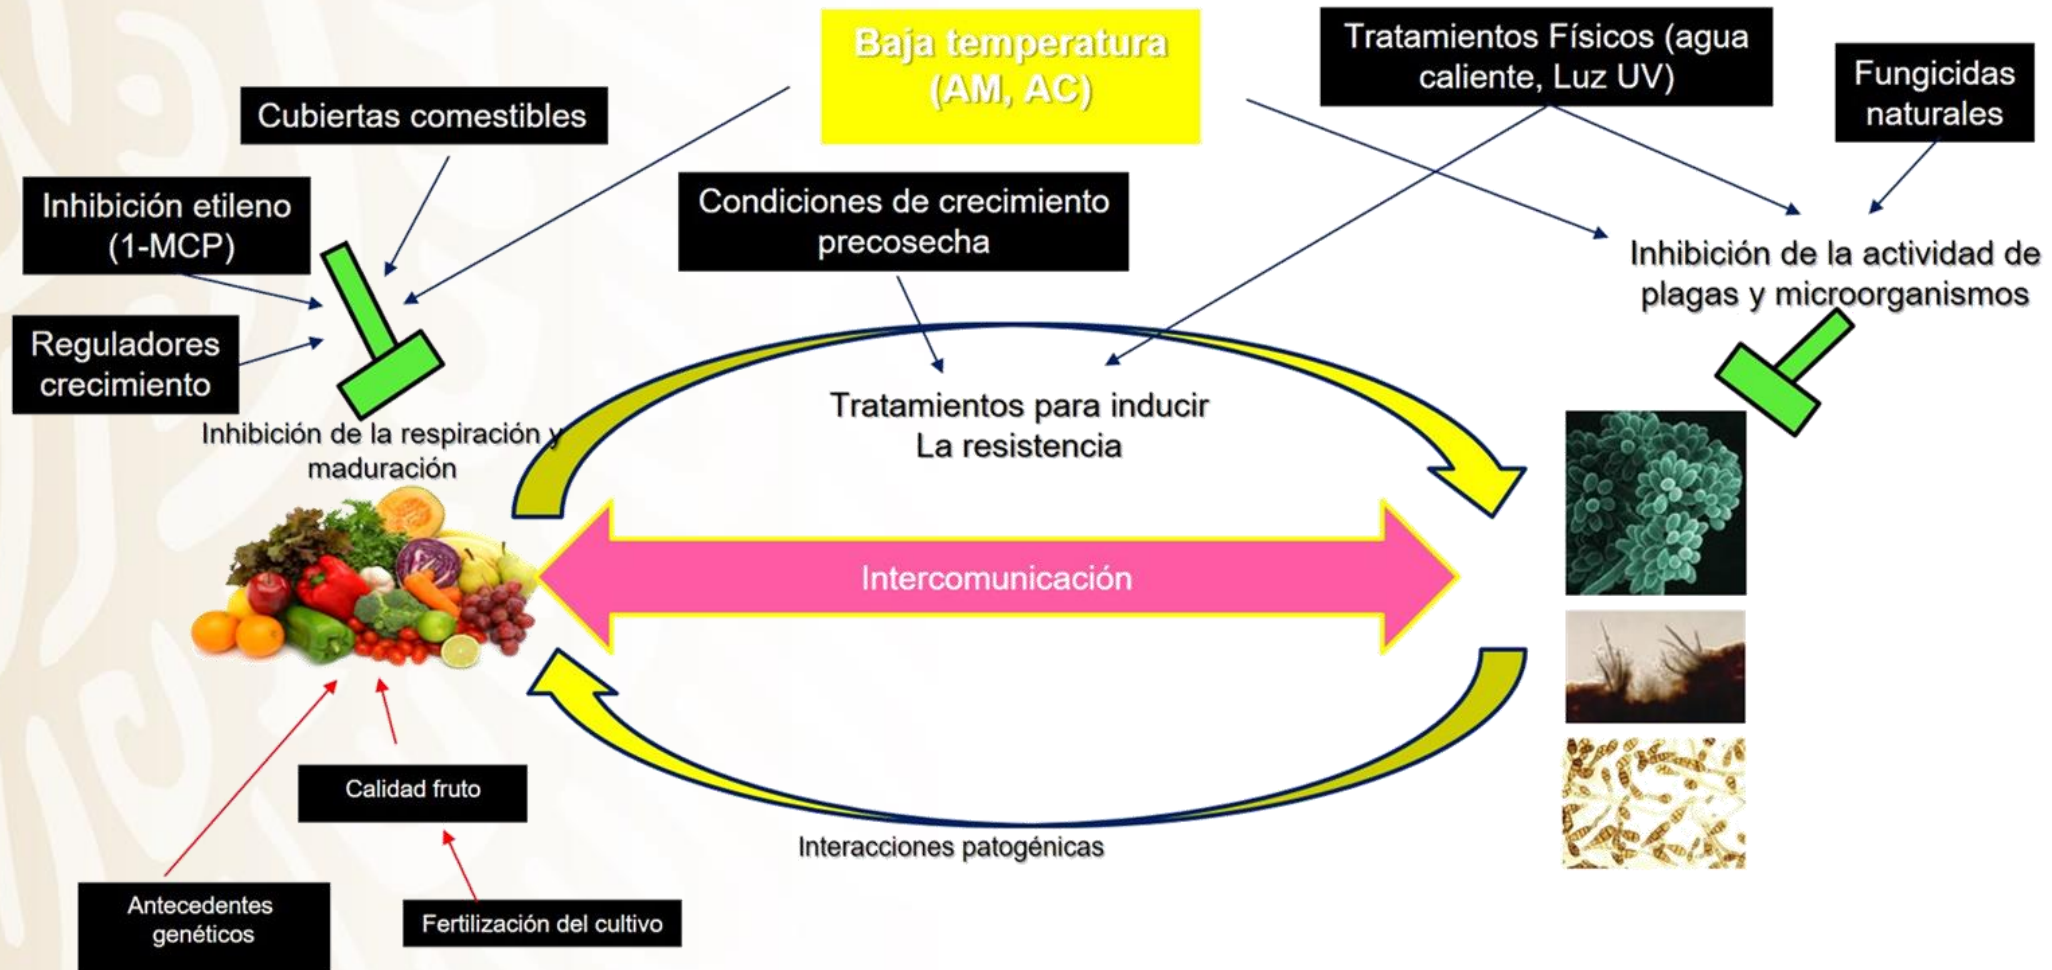 Baja temperatura
(AM, AC)
Tratamientos Físicos (agua
caliente, Luz UV)
Fungicidas
naturales
Cubiertas comestibles
Inhibición etileno
(1-MCP)
Condiciones de crecimiento
precosecha
Inhibición de la actividad de
plagas y microorganismos
Reguladores
crecimiento
Tratamientos para inducir
La resistencia
Inhibición de la respiración y
maduración
Intercomunicación
Calidad fruto
Interacciones patogénicas
Antecedentes
genéticos
Fertilización del cultivo